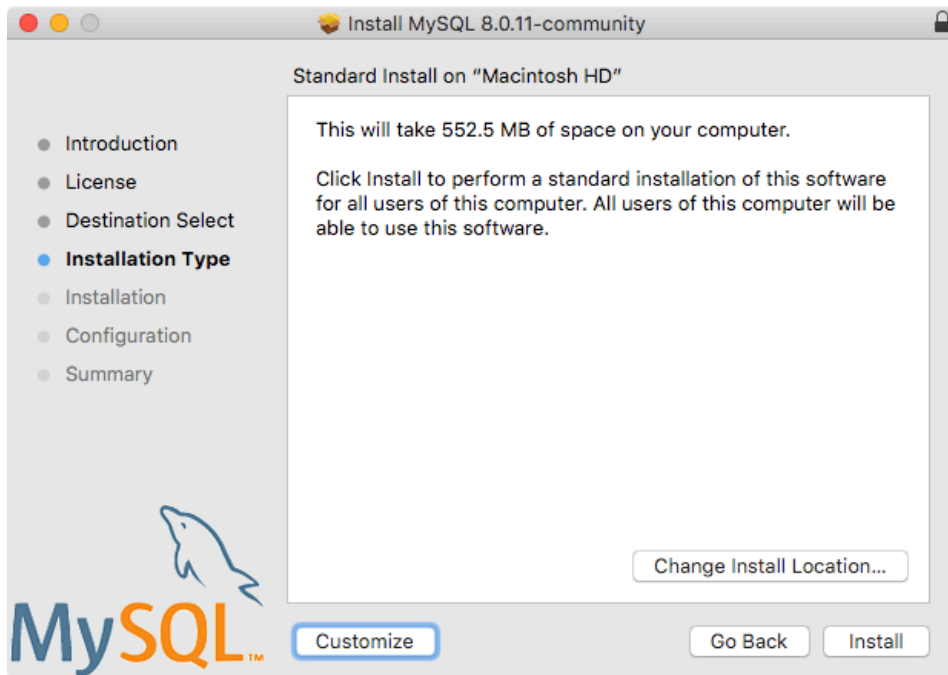 Install MySQL 8.0.11-community
Standard Install on “Macintosh HD”
Introduction
License
Destination Select
Installation Type
Installation
Configuration
Summary
This will take 552.5 MB of space on your computer.
Click Install to perform a standard installation of this software
for all users of this computer. All users of this computer will be
able to use this software.
Change Install Location...
MySQL™
Customize
Go Back
Install